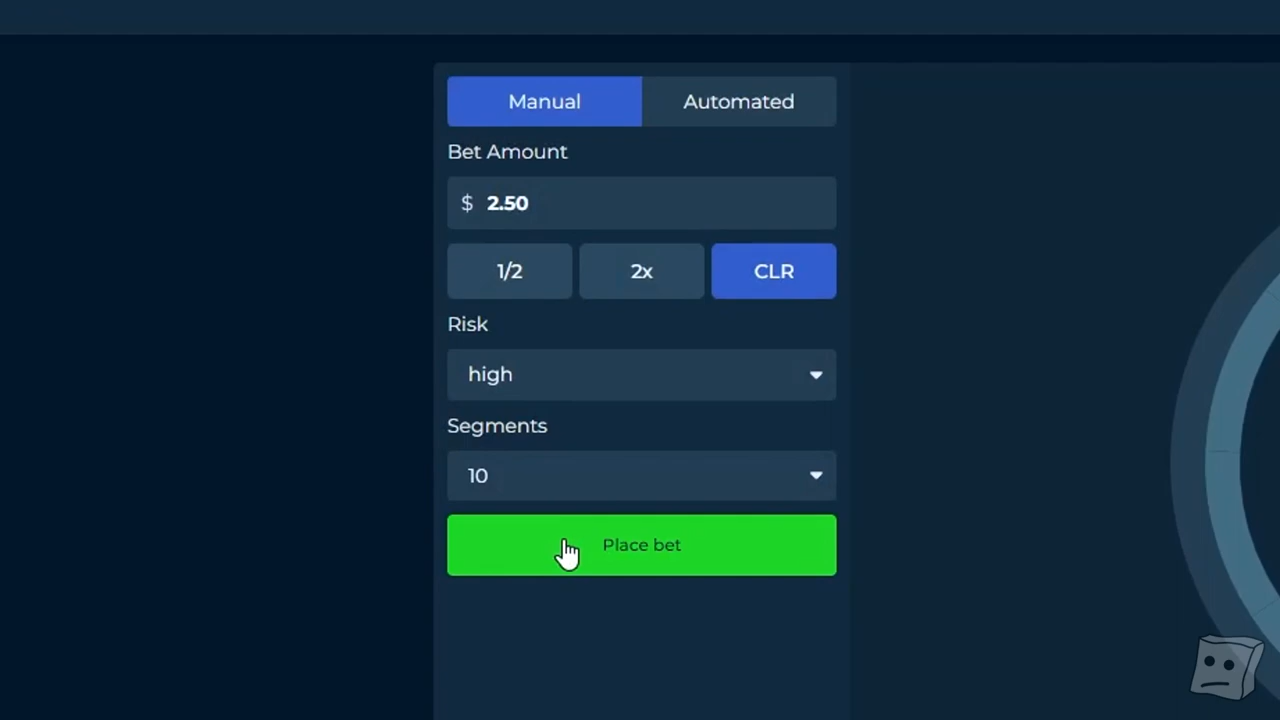 Manual Automated
Bet Amount
$ 2.50
1/2 2x CLR
Risk
high
Segments
10
Place bet